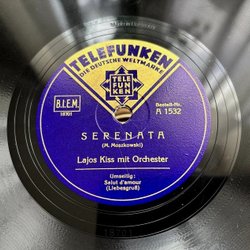 TELEFUNKEN
DIE DEUTSCHE WELTMARKE
TELE
FUN
KEN
B.I.E.M.
Bestell-Nr.
A 1532
SERENATA
(M. Moszkowski)
Lajos Kiss mit Orchester
Umseitig:
Salut d'amour
(Liebesgruß)